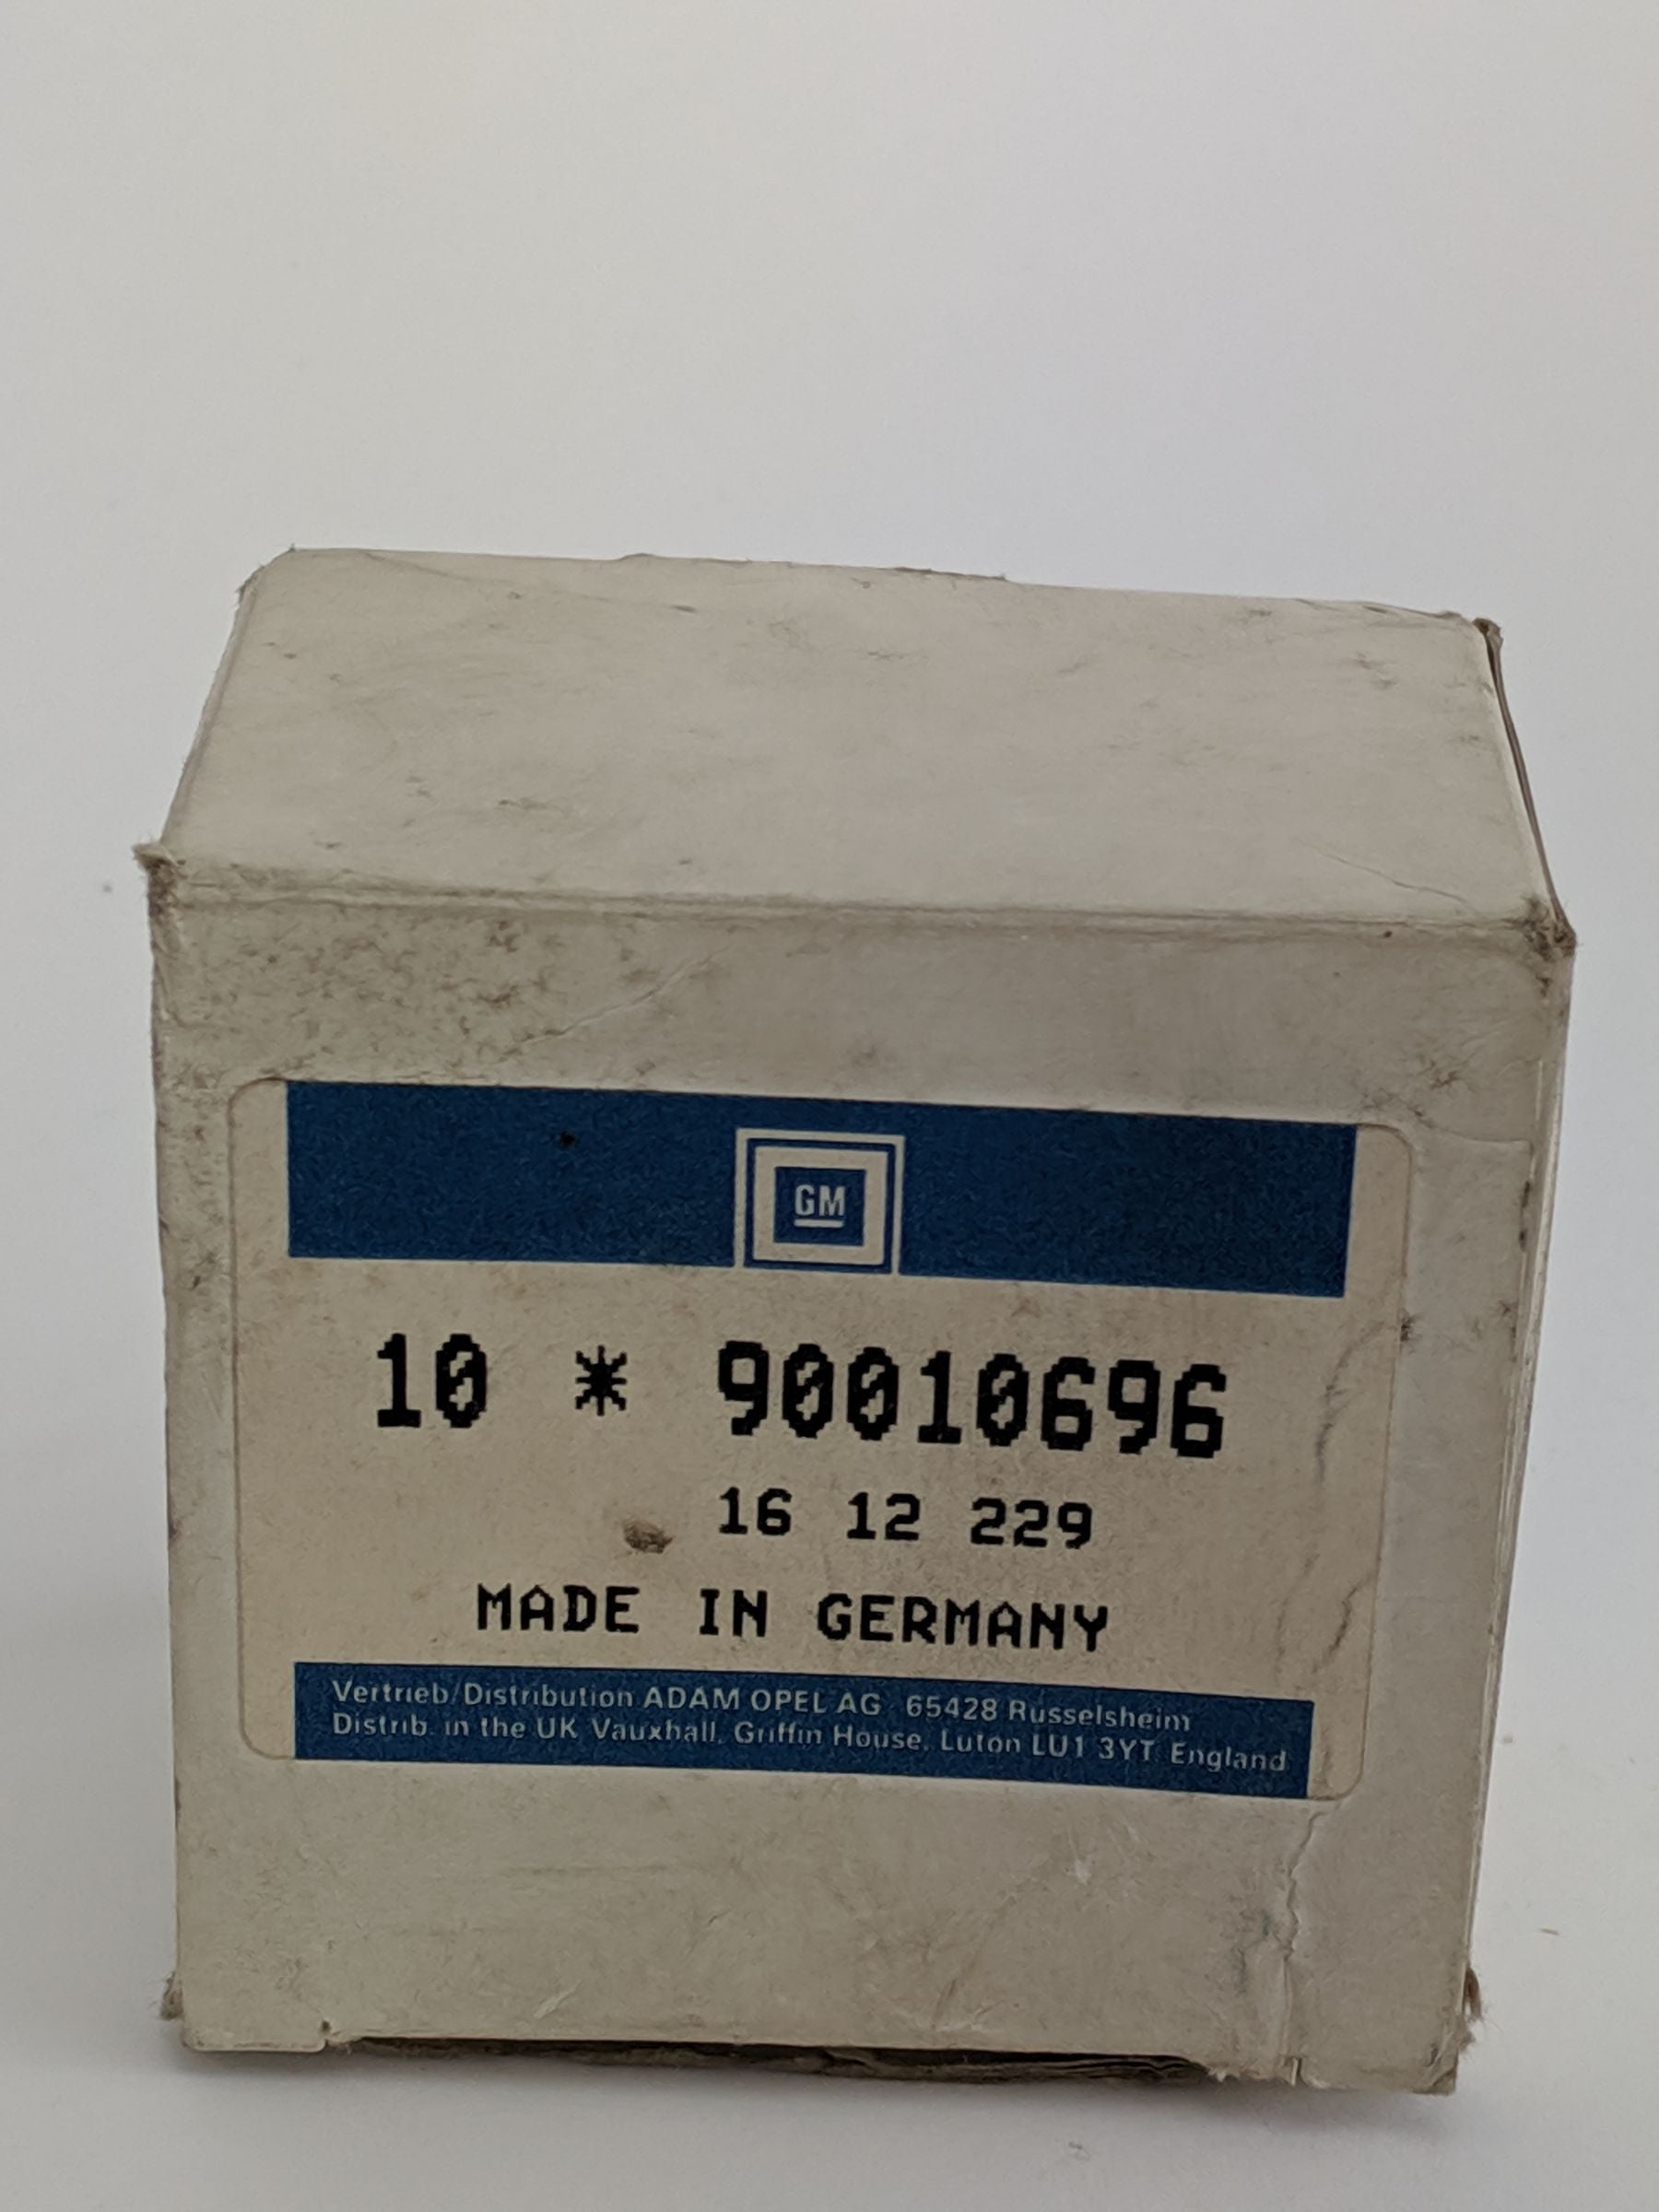 GM
10 * 90010696
16 12 229
MADE IN GERMANY
Vertrieb/Distribution ADAM OPEL AG 65428 Rüsselsheim
Distrib. in the UK Vauxhall, Griffin House, Luton LU1 3YT England